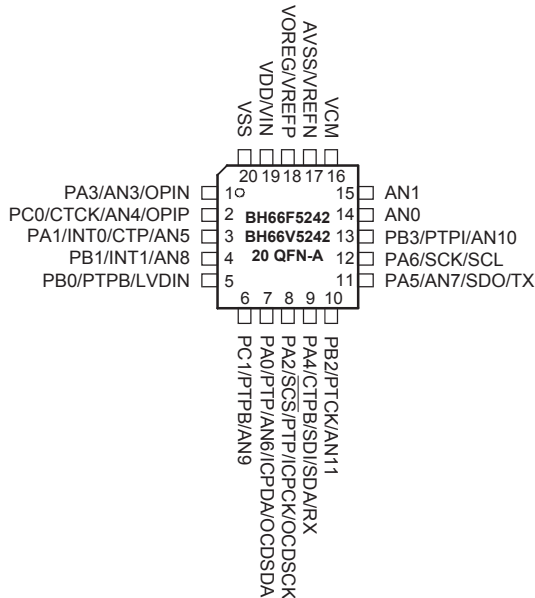 VSS
VDD/VIN
VOREG/VREFP
AVSS/VREFN
VCM
20 19 18 17 16
PA3/AN3/OPIN 1
PC0/CTCK/AN4/OPIP 2
PA1/INT0/CTP/AN5 3
PB1/INT1/AN8 4
PB0/PTPB/LVDIN 5
BH66F5242
BH66V5242
20 QFN-A
15 AN1
14 AN0
13 PB3/PTPI/AN10
12 PA6/SCK/SCL
11 PA5/AN7/SDO/TX
6 7 8 9 10
PC1/PTPB/AN9
PA0/PTP/AN6/ICPDA/OCDSDA
PA2/SCS/PTP/ICPCK/OCDSCK
PA4/CTPB/SDI/SDA/RX
PB2/PTCK/AN11